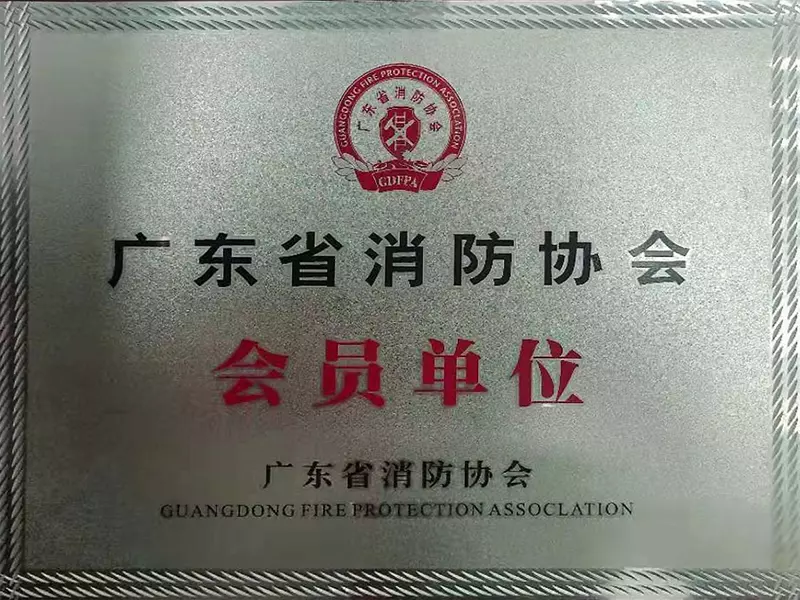 GUANGDONG FIRE PROTECTION ASSOCIATION
广东省消防协会
GDFPA
广东省消防协会
会员单位
广东省消防协会
GUANGDONG FIRE PROTECTION ASSOCLATION